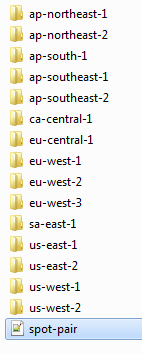 ap-northeast-1
ap-northeast-2
ap-south-1
ap-southeast-1
ap-southeast-2
ca-central-1
eu-central-1
eu-west-1
eu-west-2
eu-west-3
sa-east-1
us-east-1
us-east-2
us-west-1
us-west-2
spot-pair